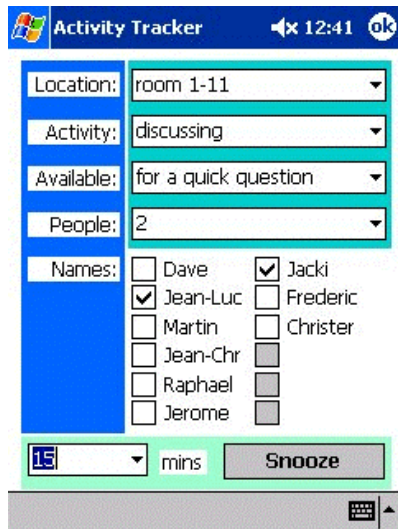 Activity Tracker 12:41 ok
Location: room 1-11
Activity: discussing
Available: for a quick question
People: 2
Names: Dave Jacki
Jean-Luc Frederic
Martin Christer
Jean-Chr
Raphael
Jerome
15 mins Snooze